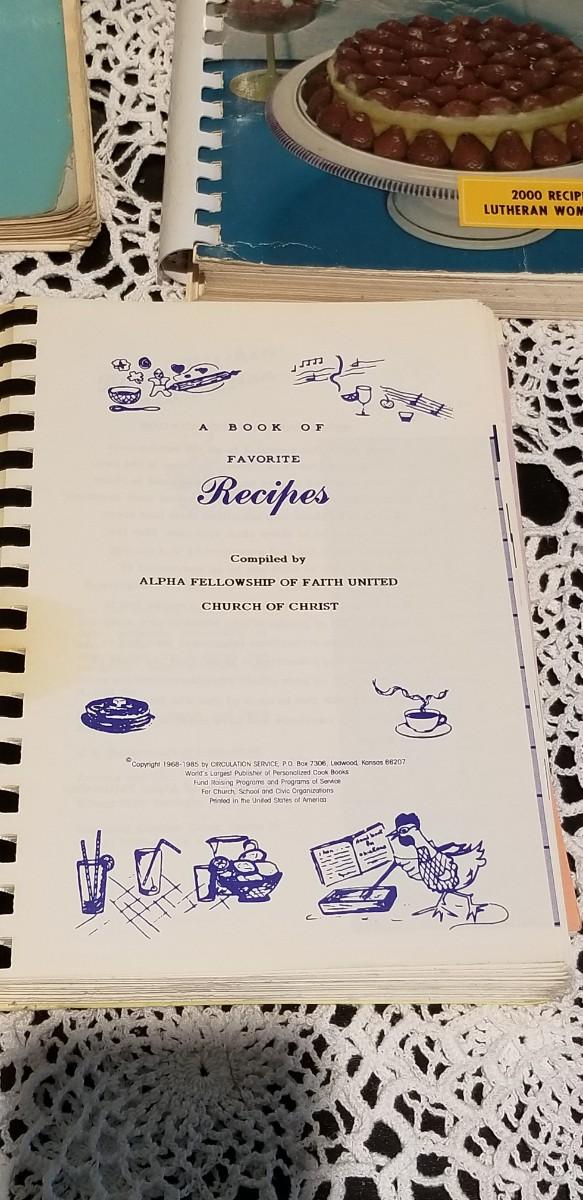 2000 RECIP
LUTHERAN WOM
A BOOK OF
FAVORITE
Recipes
Compiled by
ALPHA FELLOWSHIP OF FAITH UNITED
CHURCH OF CHRIST
©Copyright 1968-1985 by CIRCULATION SERVICE, P.O. Box 7306, Leawood, Kansas 66207
World's Largest Publisher of Personalized Cook Books
Fund Raising Programs and Programs of Service
For Church, School and Civic Organizations
Printed in the United States of America